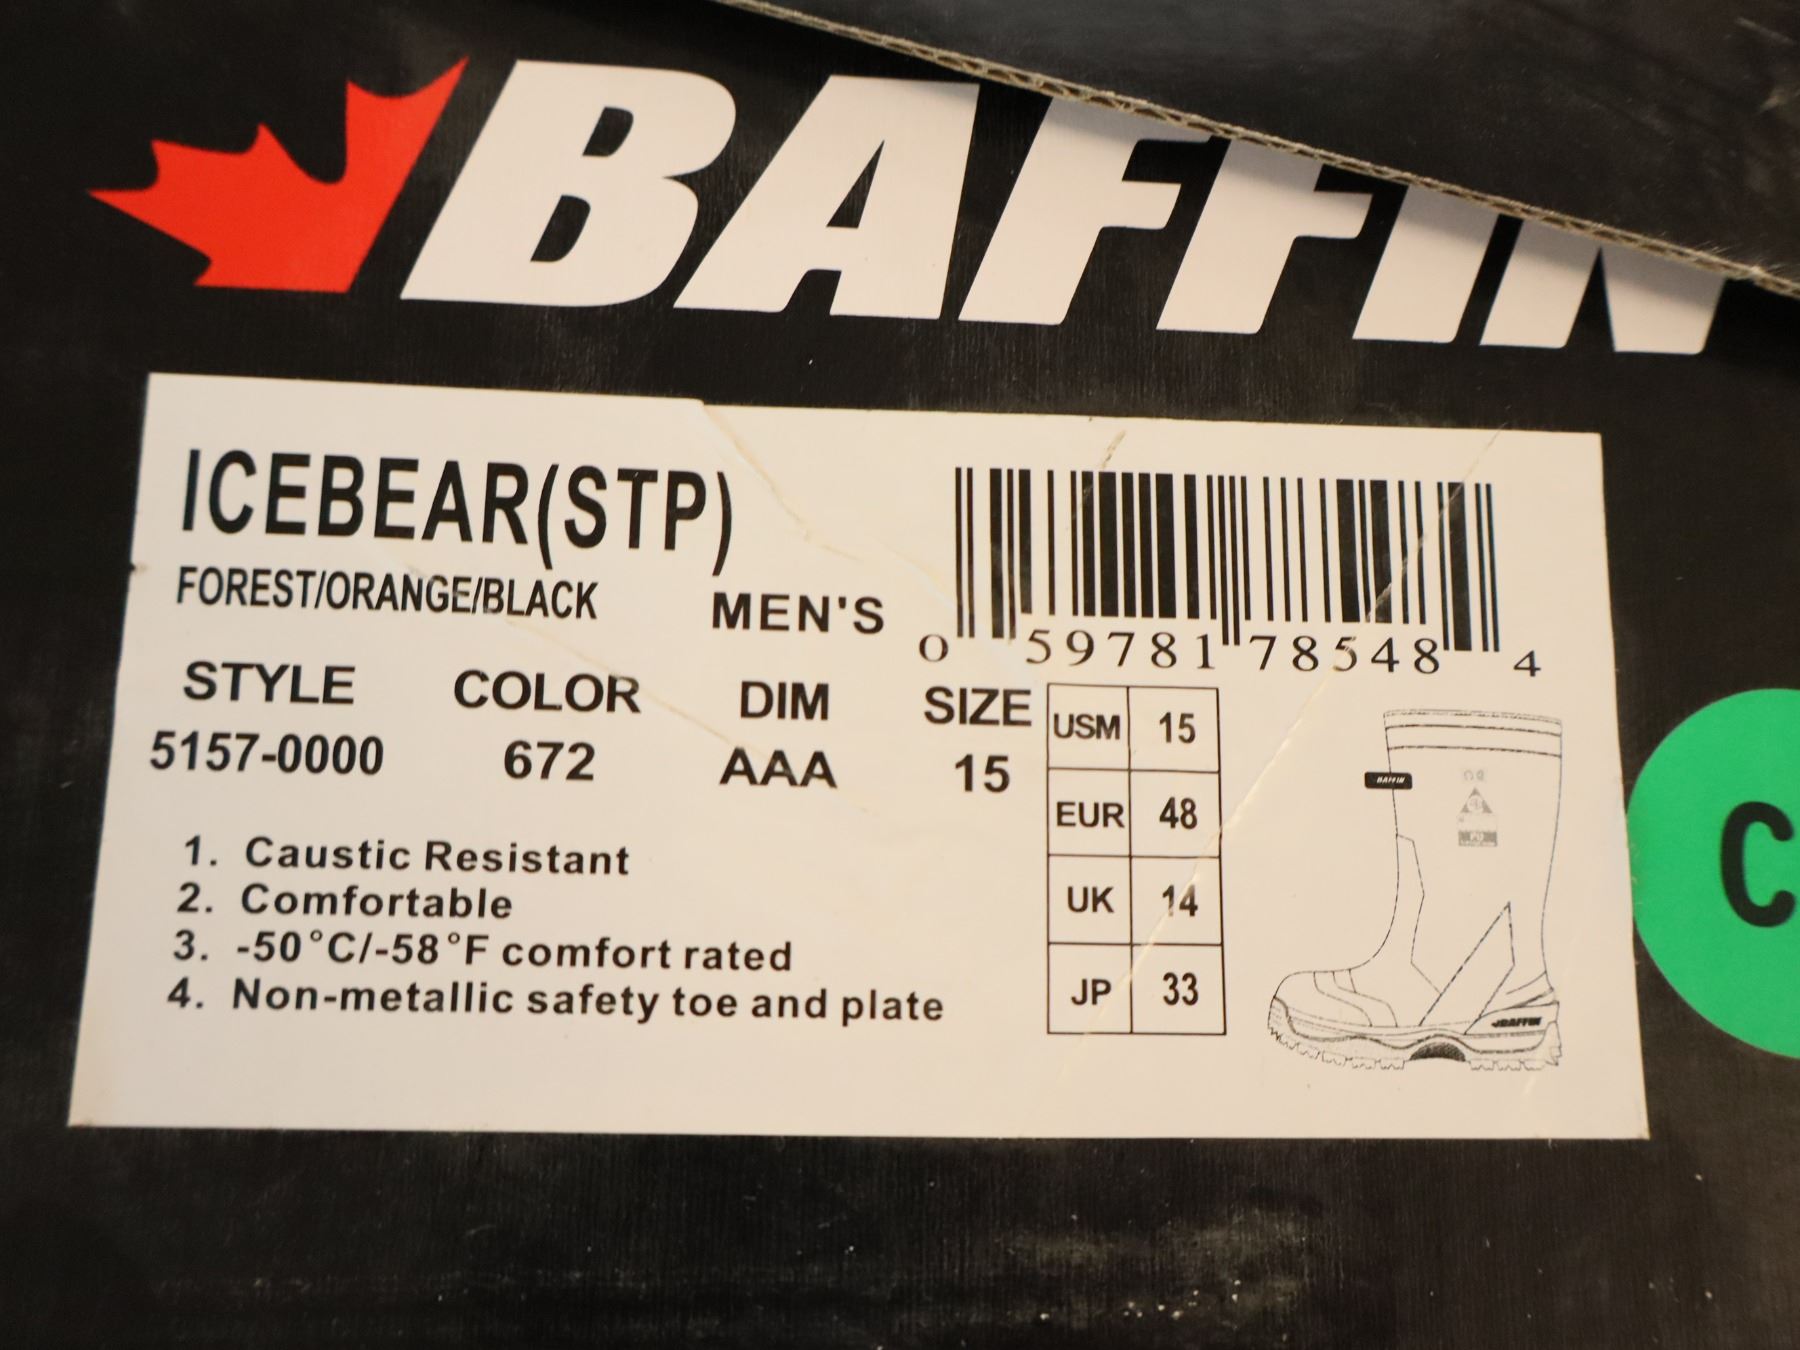 BAFFIN
ICEBEAR(STP)
FOREST/ORANGE/BLACK
MEN'S
0 59781 78548 4
STYLE COLOR DIM SIZE
5157-0000 672 AAA 15
USM 15
EUR 48
UK 14
JP 33
1. Caustic Resistant
2. Comfortable
3. -50°C/-58°F comfort rated
4. Non-metallic safety toe and plate
BAFFIN
BAFFIN
C